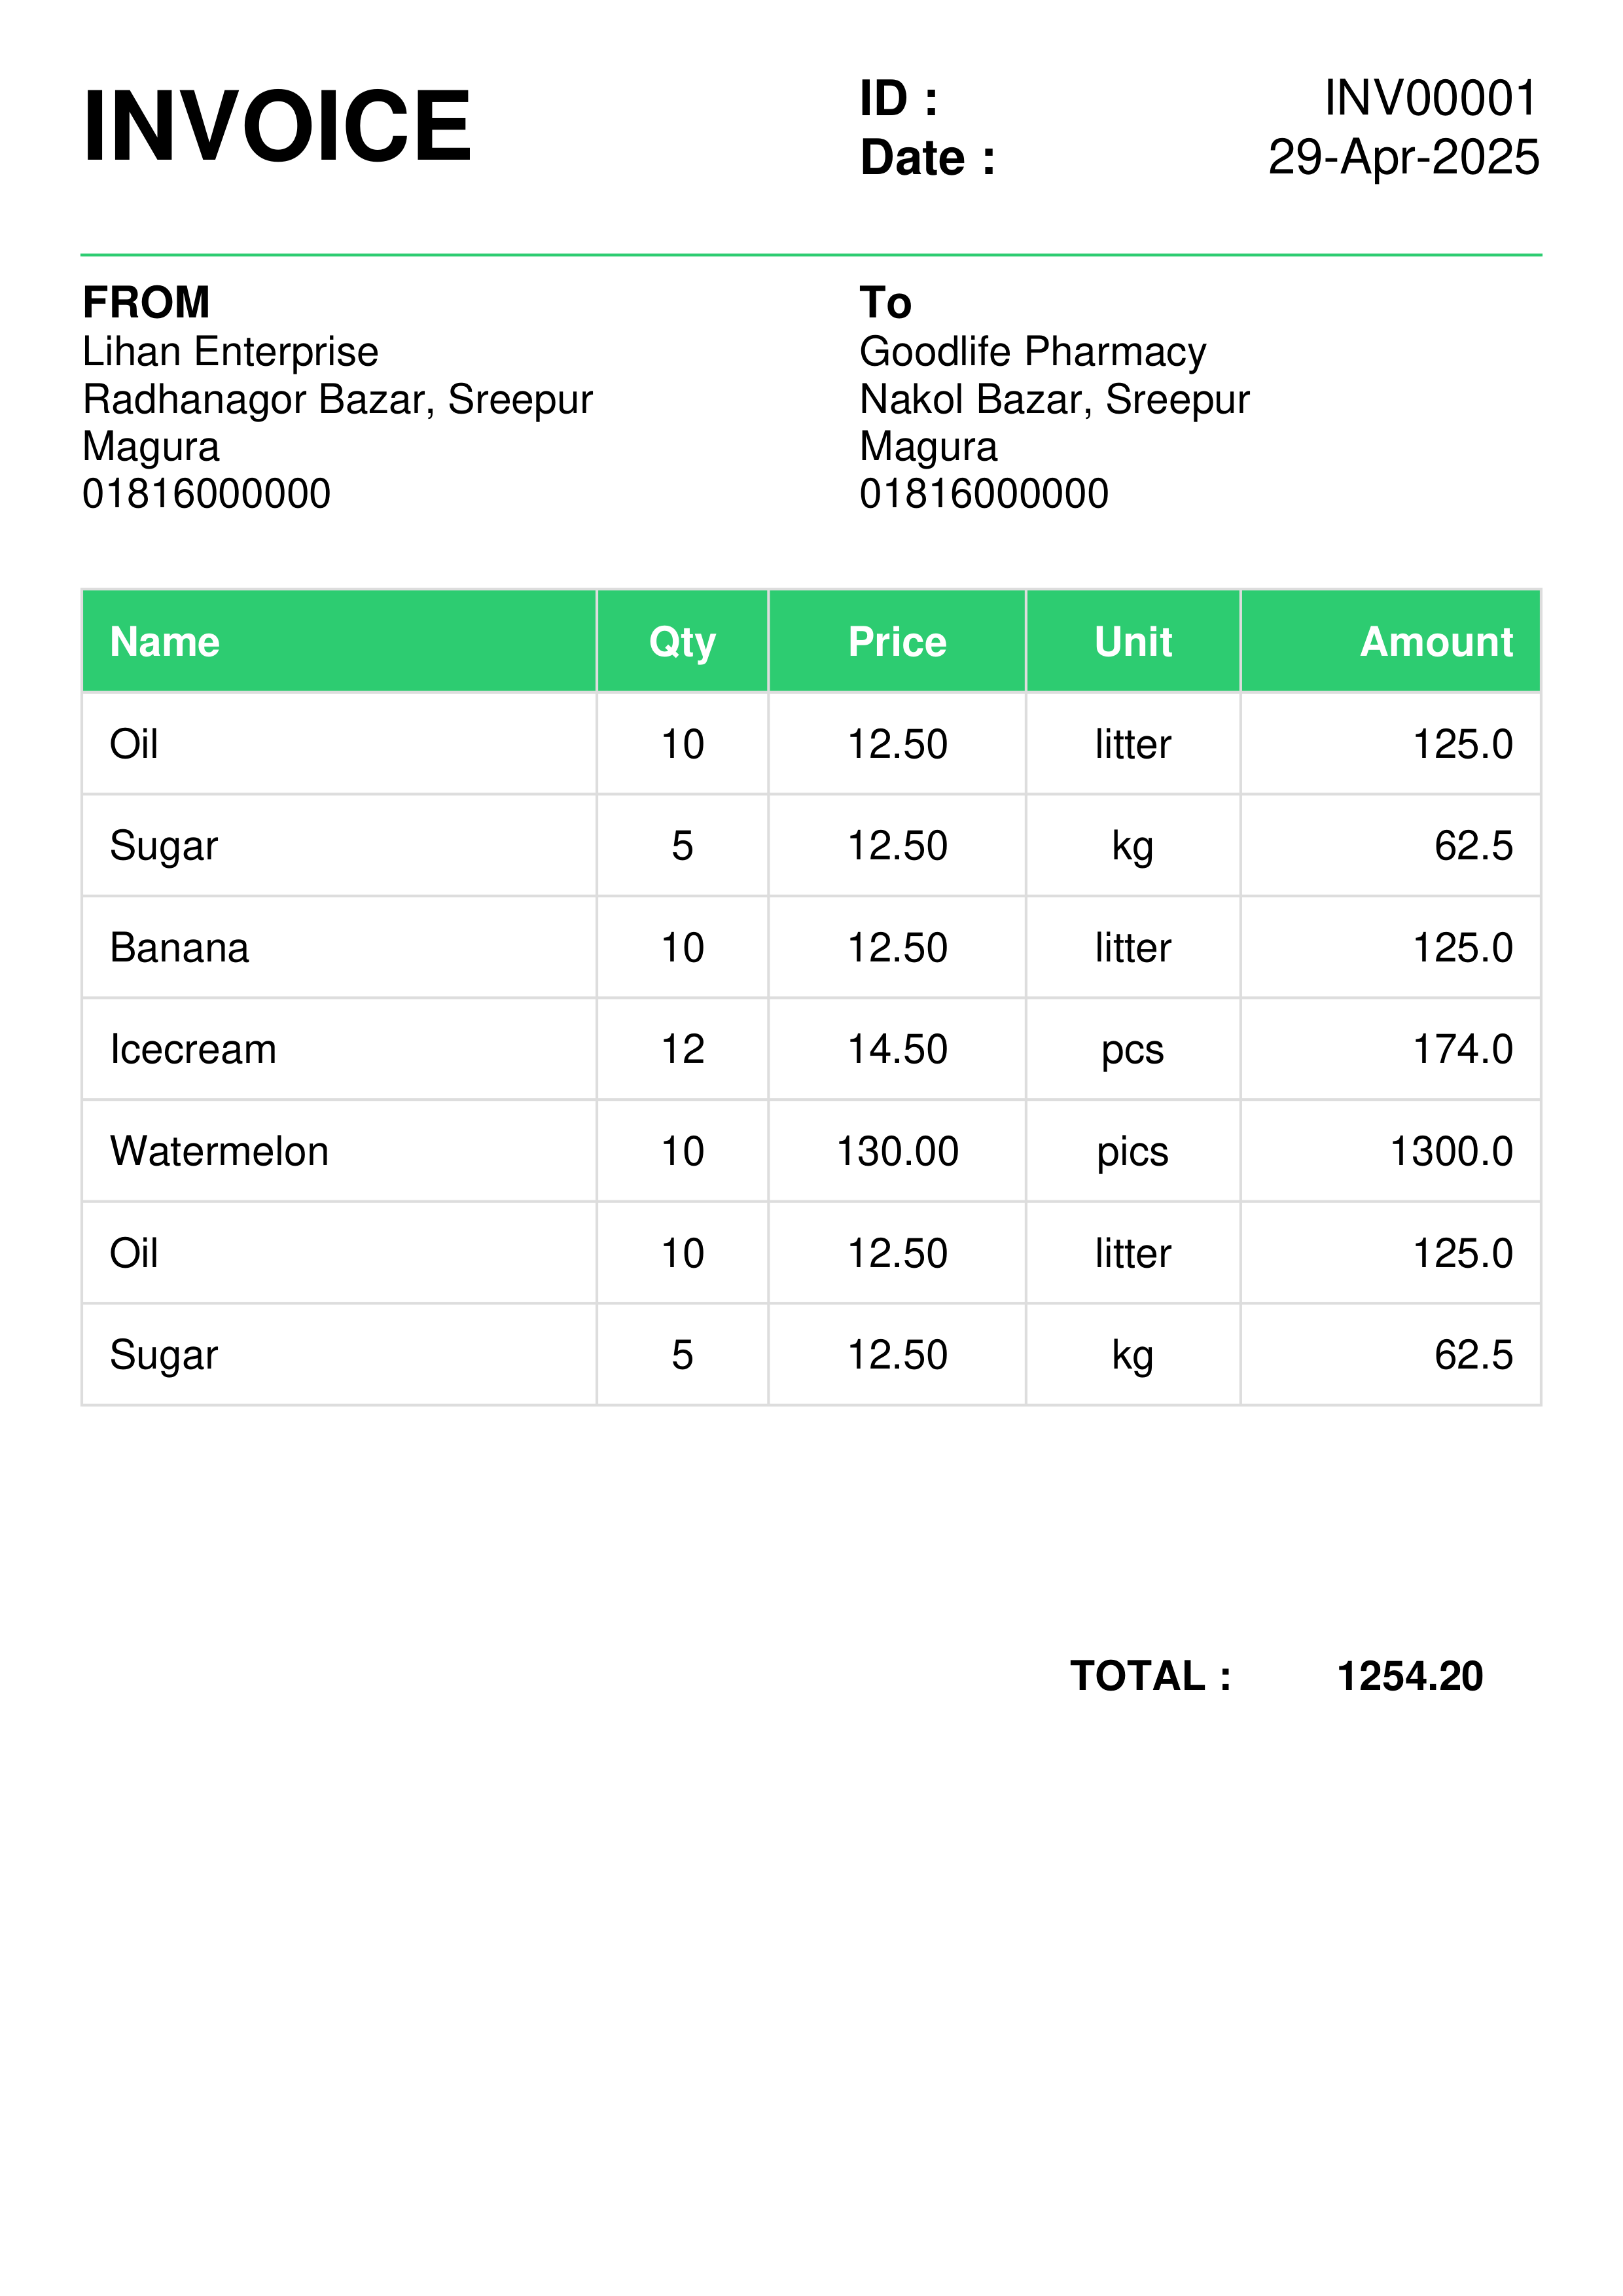 INVOICE
ID : INV00001
Date : 29-Apr-2025
FROM
Lihan Enterprise
Radhanagor Bazar, Sreepur
Magura
01816000000
To
Goodlife Pharmacy
Nakol Bazar, Sreepur
Magura
01816000000
Name Qty Price Unit Amount
Oil 10 12.50 litter 125.0
Sugar 5 12.50 kg 62.5
Banana 10 12.50 litter 125.0
Icecream 12 14.50 pcs 174.0
Watermelon 10 130.00 pics 1300.0
Oil 10 12.50 litter 125.0
Sugar 5 12.50 kg 62.5
TOTAL : 1254.20